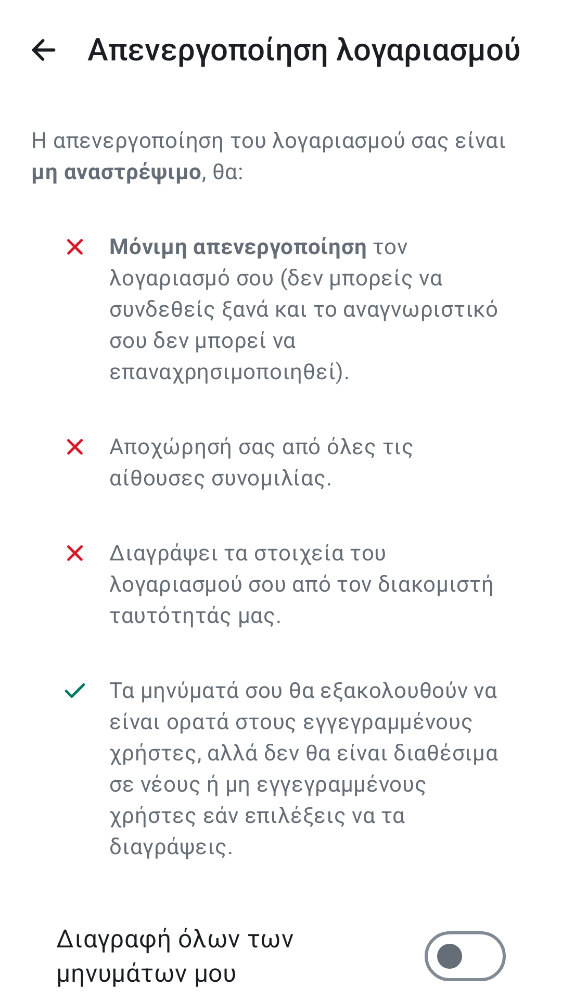 Απενεργοποίηση λογαριασμού
Η απενεργοποίηση του λογαριασμού σας είναι
μη αναστρέψιμο, θα:
Μόνιμη απενεργοποίηση τον
λογαριασμό σου (δεν μπορείς να
συνδεθείς ξανά και το αναγνωριστικό
σου δεν μπορεί να
επαναχρησιμοποιηθεί).
Αποχώρησή σας από όλες τις
αίθουσες συνομιλίας.
Διαγράψει τα στοιχεία του
λογαριασμού σου από τον διακομιστή
ταυτότητάς μας.
Τα μηνύματά σου θα εξακολουθούν να
είναι ορατά στους εγγεγραμμένους
χρήστες, αλλά δεν θα είναι διαθέσιμα
σε νέους ή μη εγγεγραμμένους
χρήστες εάν επιλέξεις να τα
διαγράψεις.
Διαγραφή όλων των
μηνυμάτων μου